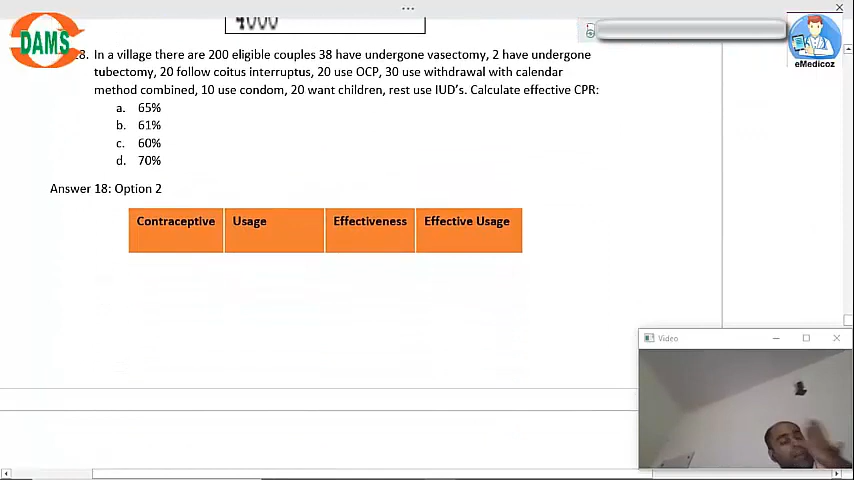 4000
DAMS
eMedicoz
18. In a village there are 200 eligible couples 38 have undergone vasectomy, 2 have undergone
tubectomy, 20 follow coitus interruptus, 20 use OCP, 30 use withdrawal with calendar
method combined, 10 use condom, 20 want children, rest use IUD's. Calculate effective CPR:
a. 65%
b. 61%
c. 60%
d. 70%
Answer 18: Option 2
Contraceptive Usage Effectiveness Effective Usage
Video